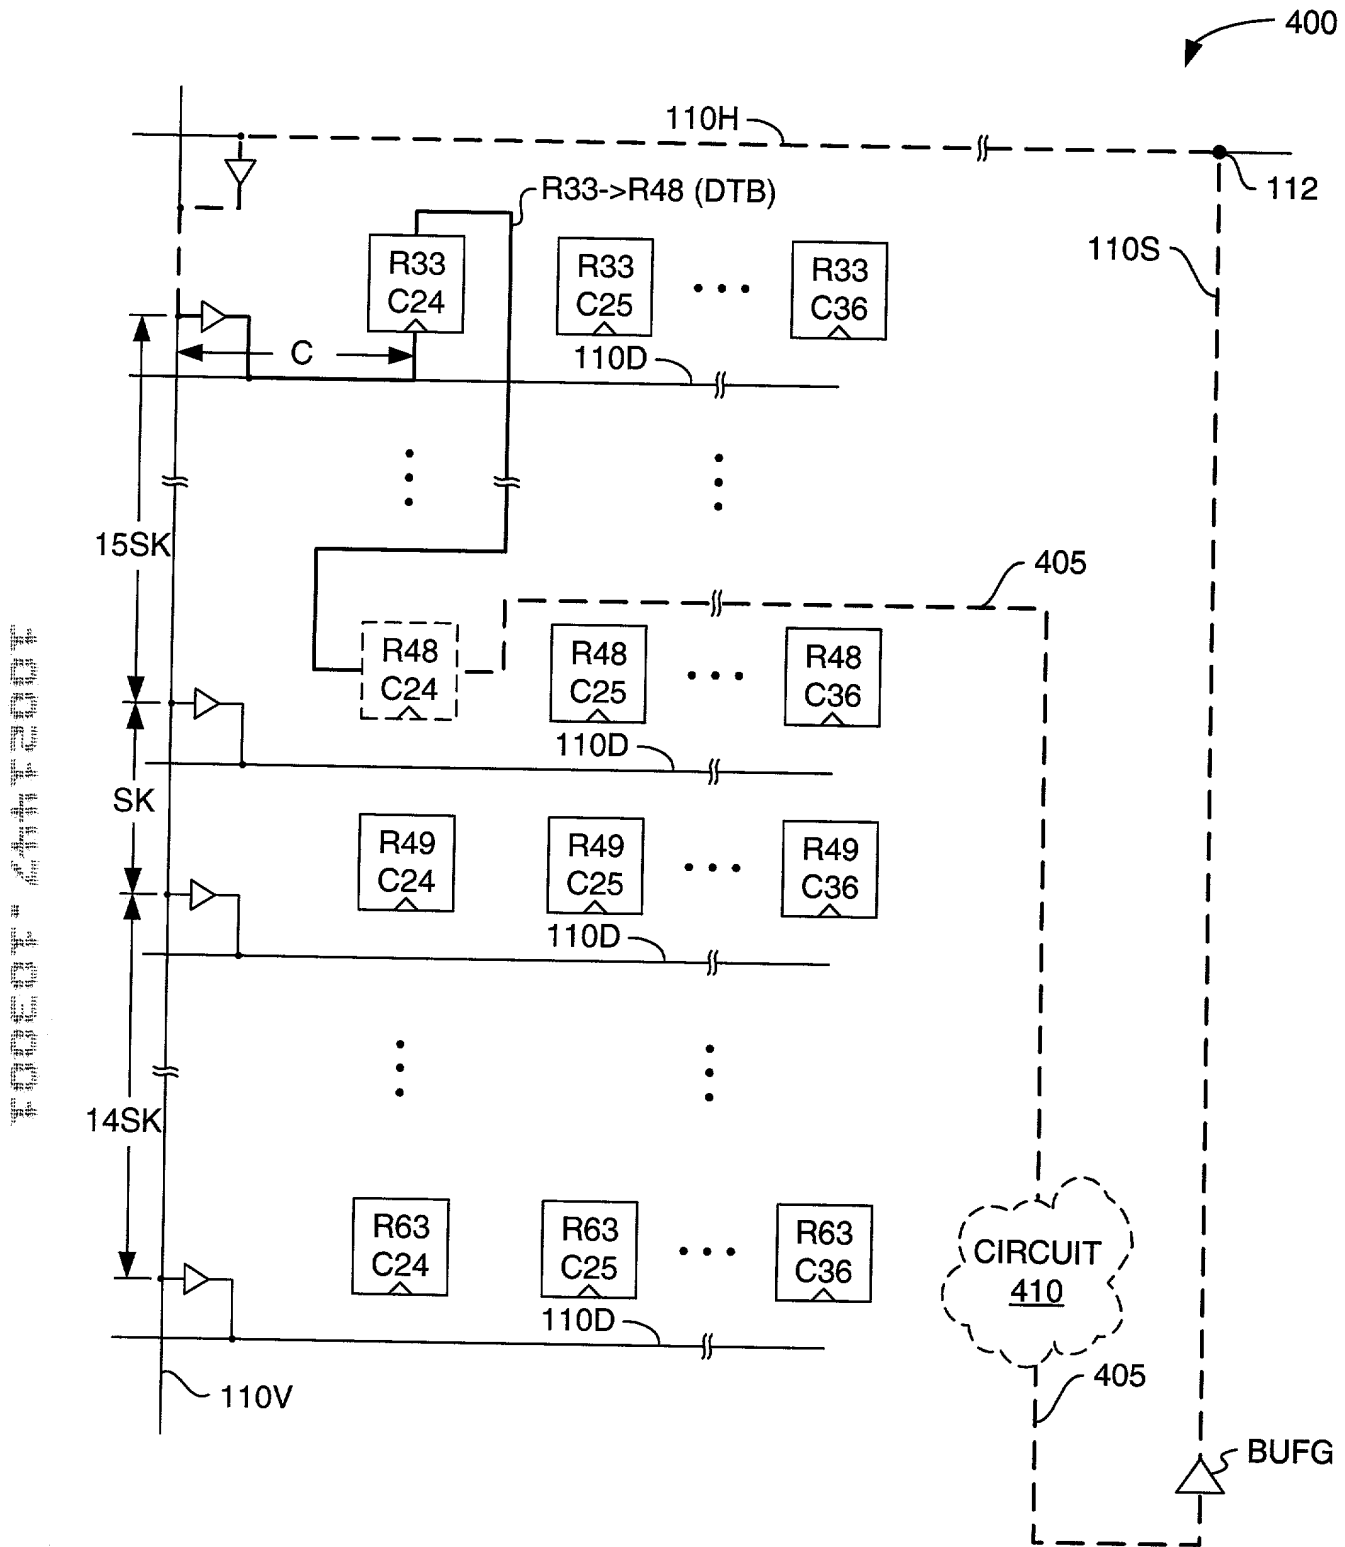 400
110H
112
R33->R48 (DTB)
110S
R33
C24
R33
C25
R33
C36
C
110D
15SK
405
R48
C24
R48
C25
R48
C36
110D
SK
R49
C24
R49
C25
R49
C36
110D
14SK
R63
C24
R63
C25
R63
C36
CIRCUIT
410
110D
405
110V
BUFG